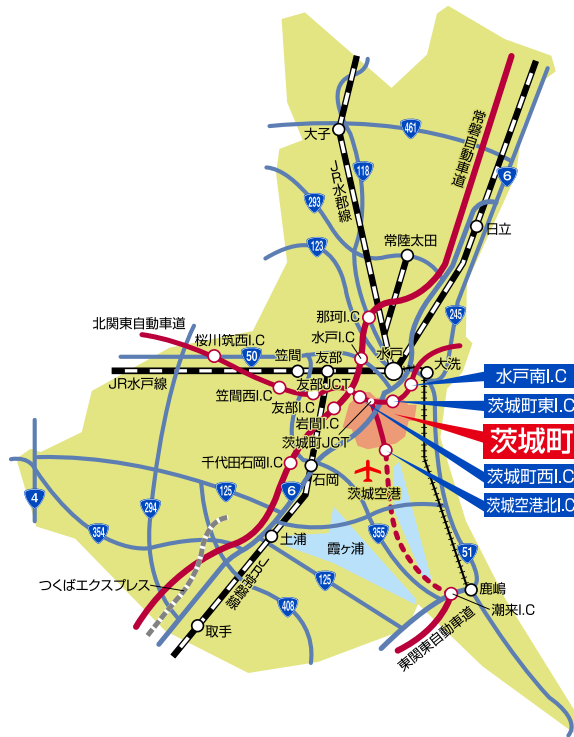 461
大子
常磐自動車道
118
JR水郡線
6
293
日立
常陸太田
123
245
那珂I.C
北関東自動車道
水戸I.C
桜川筑西I.C
50
笠間
友部
水戸
大洗
JR水戸線
友部JCT
水戸南I.C
笠間西I.C
友部I.C
茨城町東I.C
岩間I.C
茨城町JCT
茨城町
千代田石岡I.C
石岡
茨城町西I.C
茨城空港
茨城空港北I.C
4
125
6
294
354
355
土浦
霞ヶ浦
51
つくばエクスプレス
JR常磐線
125
鹿嶋
408
潮来I.C
取手
東関東自動車道